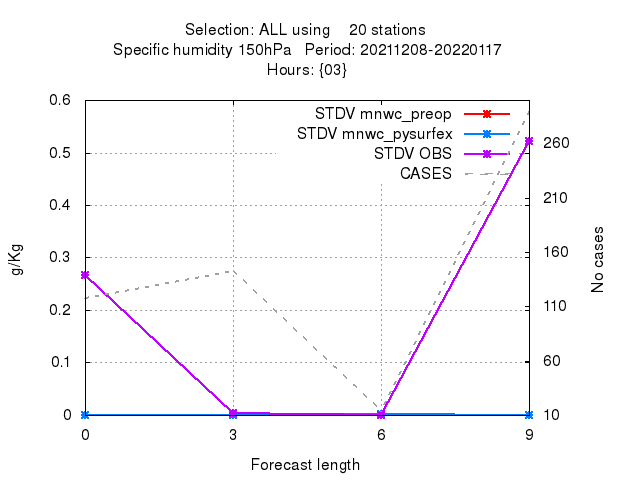 Selection: ALL using    20 stations
Specific humidity 150hPa   Period: 20211208-20220117
Hours: {03}
STDV mnwc_preop
STDV mnwc_pysurfex
STDV OBS
CASES
0.6
0.5
0.4
0.3
0.2
0.1
0
g/Kg
260
210
160
110
60
10
No cases
0 3 6 9
Forecast length